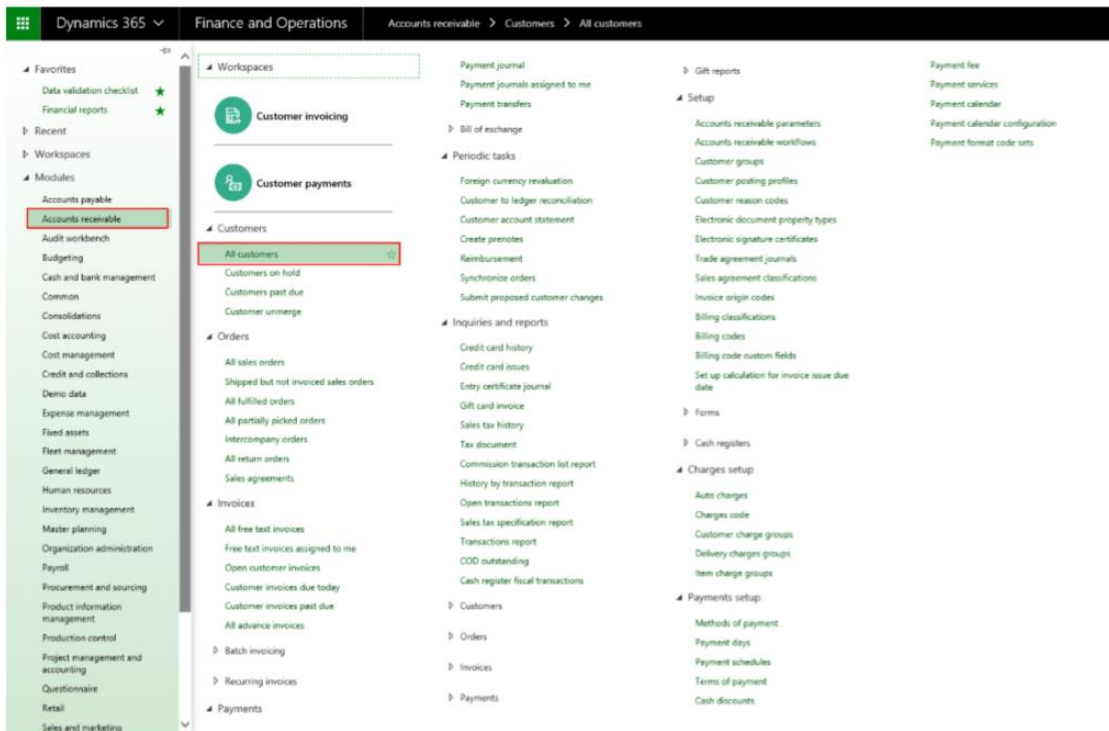 Dynamics 365
Finance and Operations
Accounts receivable > Customers > All customers
Favorites
Data validation checklist
Financial reports
Recent
Workspaces
Modules
Accounts payable
Accounts receivable
Audit workbench
Budgeting
Cash and bank management
Common
Consolidations
Cost accounting
Cost management
Credit and collections
Demo data
Expense management
Fixed assets
Fleet management
General ledger
Human resources
Inventory management
Master planning
Organization administration
Payroll
Procurement and sourcing
Product information
management
Production control
Project management and
accounting
Questionnaire
Retail
Sales and marketing
Workspaces
Customer invoicing
Customer payments
Customers
All customers
Customers on hold
Customers past due
Customer unmerge
Orders
All sales orders
Shipped but not invoiced sales orders
All fulfilled orders
All partially picked orders
Intercompany orders
All return orders
Sales agreements
Invoices
All free text invoices
Free text invoices assigned to me
Open customer invoices
Customer invoices due today
Customer invoices past due
All advance invoices
Batch invoicing
Recurring invoices
Payments
Payment journal
Payment journals assigned to me
Payment transfers
Bill of exchange
Periodic tasks
Foreign currency revaluation
Customer to ledger reconciliation
Customer account statement
Create prenotes
Reimbursement
Synchronize orders
Submit proposed customer changes
Inquiries and reports
Credit card history
Credit card issues
Entry certificate journal
Gift card invoice
Sales tax history
Tax document
Commission transaction list report
History by transaction report
Open transactions report
Sales tax specification report
Transactions report
COD outstanding
Cash register fiscal transactions
Customers
Orders
Invoices
Payments
Gift reports
Setup
Accounts receivable parameters
Accounts receivable workflows
Customer groups
Customer posting profiles
Customer reason codes
Electronic document property types
Electronic signature certificates
Trade agreement journals
Sales agreement classifications
Invoice origin codes
Billing classifications
Billing codes
Billing code custom fields
Set up calculation for invoice issue due
date
Forms
Cash registers
Charges setup
Auto charges
Charges code
Customer charge groups
Delivery charges groups
Item charge groups
Payments setup
Methods of payment
Payment days
Payment schedules
Terms of payment
Cash discounts
Payment fee
Payment services
Payment calendar
Payment calendar configuration
Payment format code sets